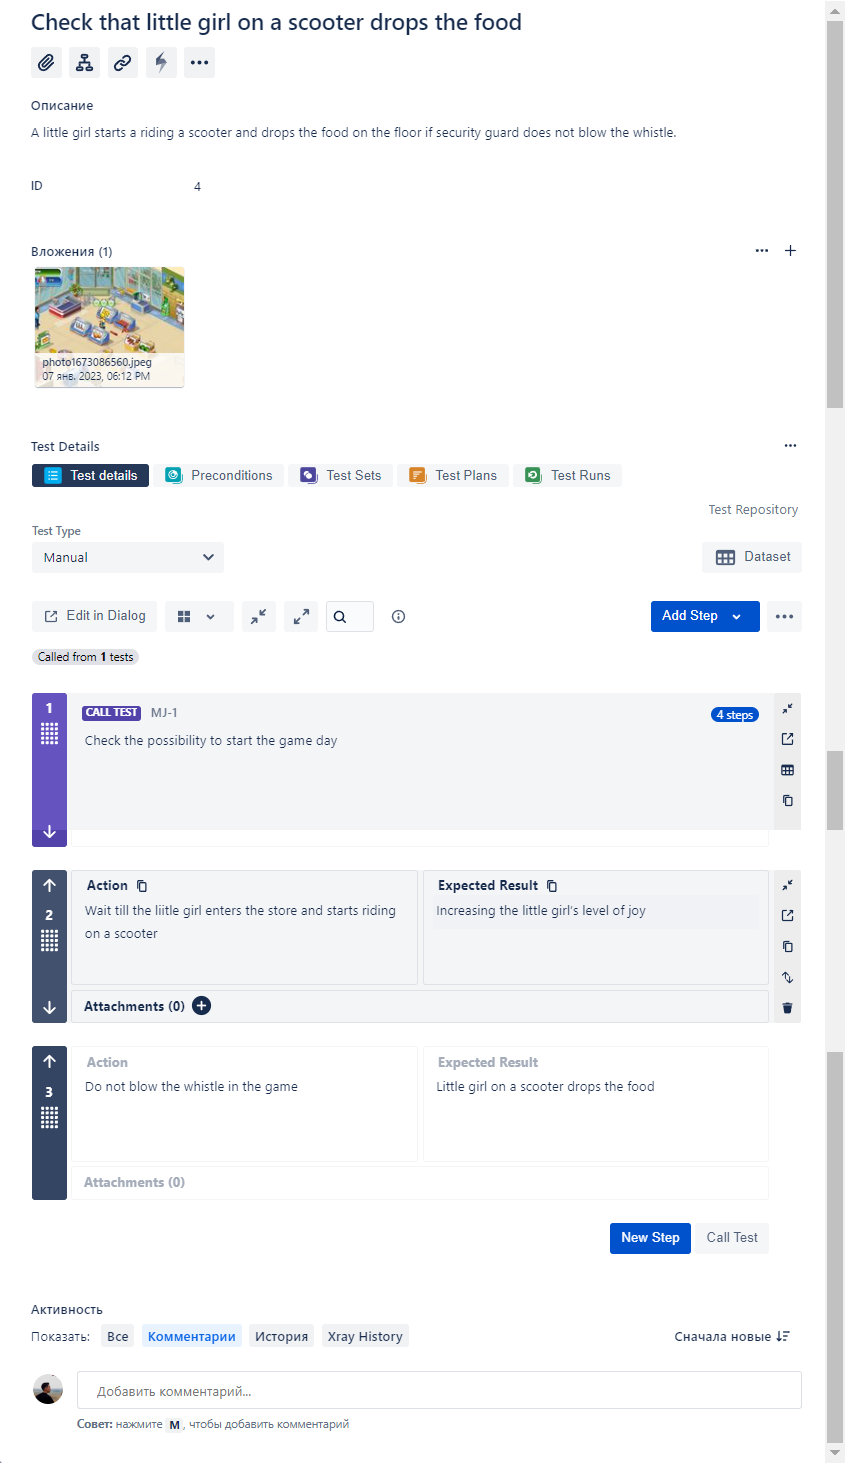 Check that little girl on a scooter drops the food
Описание
A little girl starts a riding a scooter and drops the food on the floor if security guard does not blow the whistle.
ID 4
Вложения (1)
photo1673086560.jpeg
07 янв. 2023, 06:12 PM
Test Details
Test details Preconditions Test Sets Test Plans Test Runs
Test Repository
Test Type
Manual Dataset
Edit in Dialog Add Step
Called from 1 tests
1 CALL TEST MJ-1 4 steps
Check the possibility to start the game day
Action Expected Result
2
Wait till the liitle girl enters the store and starts riding
on a scooter
Increasing the little girl’s level of joy
Attachments (0)
Action Expected Result
3
Do not blow the whistle in the game
Little girl on a scooter drops the food
Attachments (0)
New Step Call Test
Активность
Показать: Все Комментарии История Xray History Сначала новые
Добавить комментарий...
Совет: нажмите M, чтобы добавить комментарий